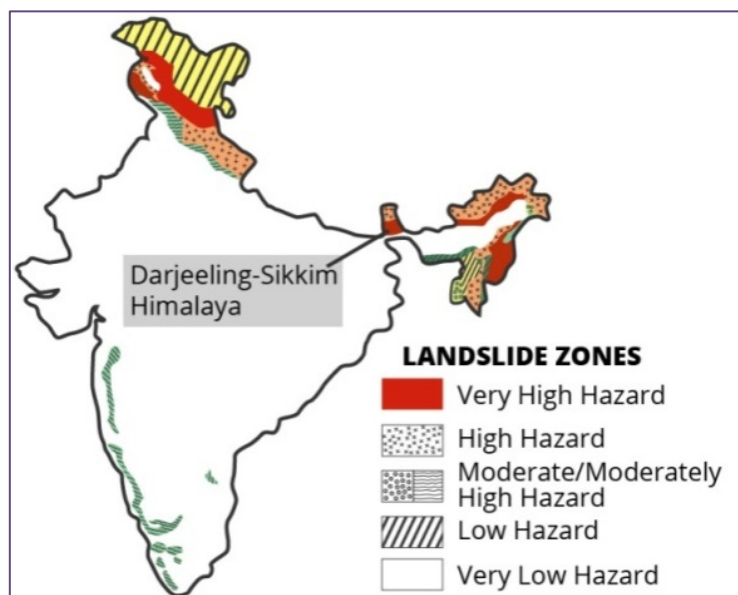 Darjeeling-Sikkim
Himalaya
LANDSLIDE ZONES
Very High Hazard
High Hazard
Moderate/Moderately
High Hazard
Low Hazard
Very Low Hazard